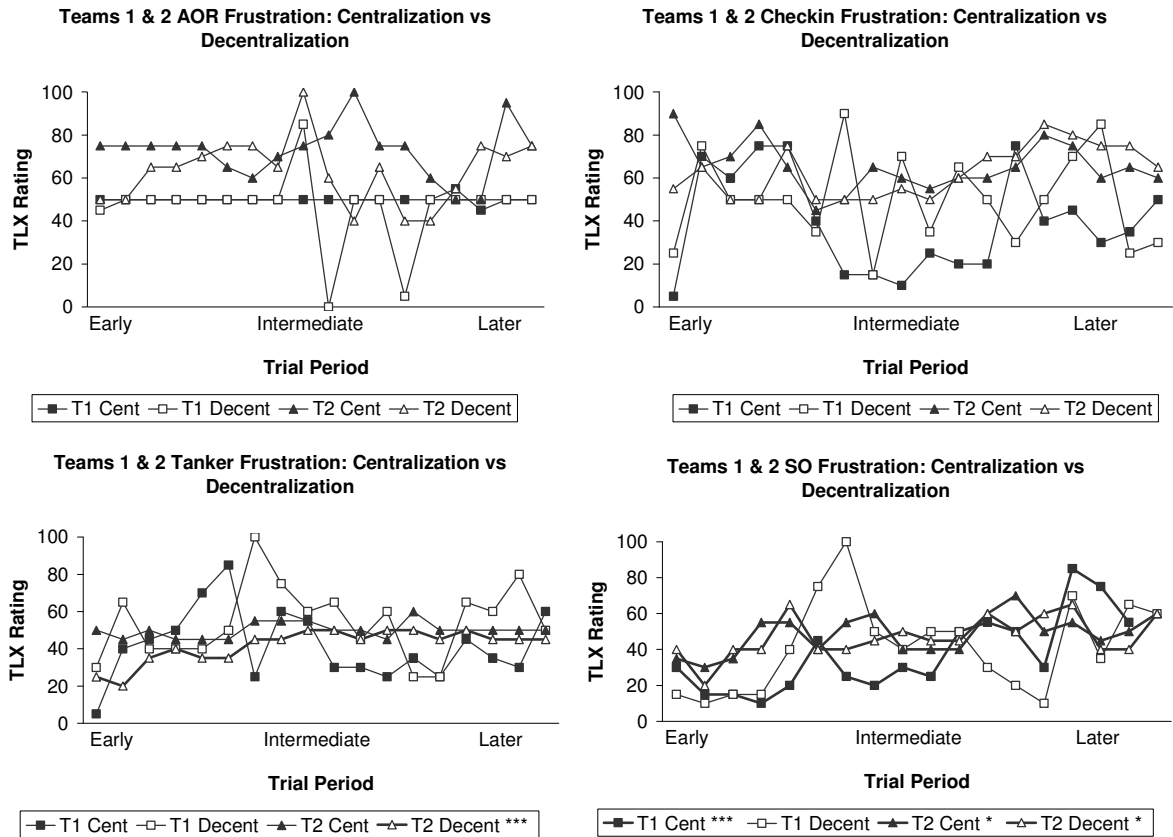 Teams 1 & 2 AOR Frustration: Centralization vs
Decentralization
TLX Rating
100
80
60
40
20
0
Early
Intermediate
Later
Trial Period
T1 Cent
T1 Decent
T2 Cent
T2 Decent
Teams 1 & 2 Checkin Frustration: Centralization vs
Decentralization
TLX Rating
100
80
60
40
20
0
Early
Intermediate
Later
Trial Period
T1 Cent
T1 Decent
T2 Cent
T2 Decent
Teams 1 & 2 Tanker Frustration: Centralization vs
Decentralization
TLX Rating
100
80
60
40
20
0
Early
Intermediate
Later
Trial Period
T1 Cent
T1 Decent
T2 Cent
T2 Decent ***
Teams 1 & 2 SO Frustration: Centralization vs
Decentralization
TLX Rating
100
80
60
40
20
0
Early
Intermediate
Later
Trial Period
T1 Cent ***
T1 Decent
T2 Cent *
T2 Decent *